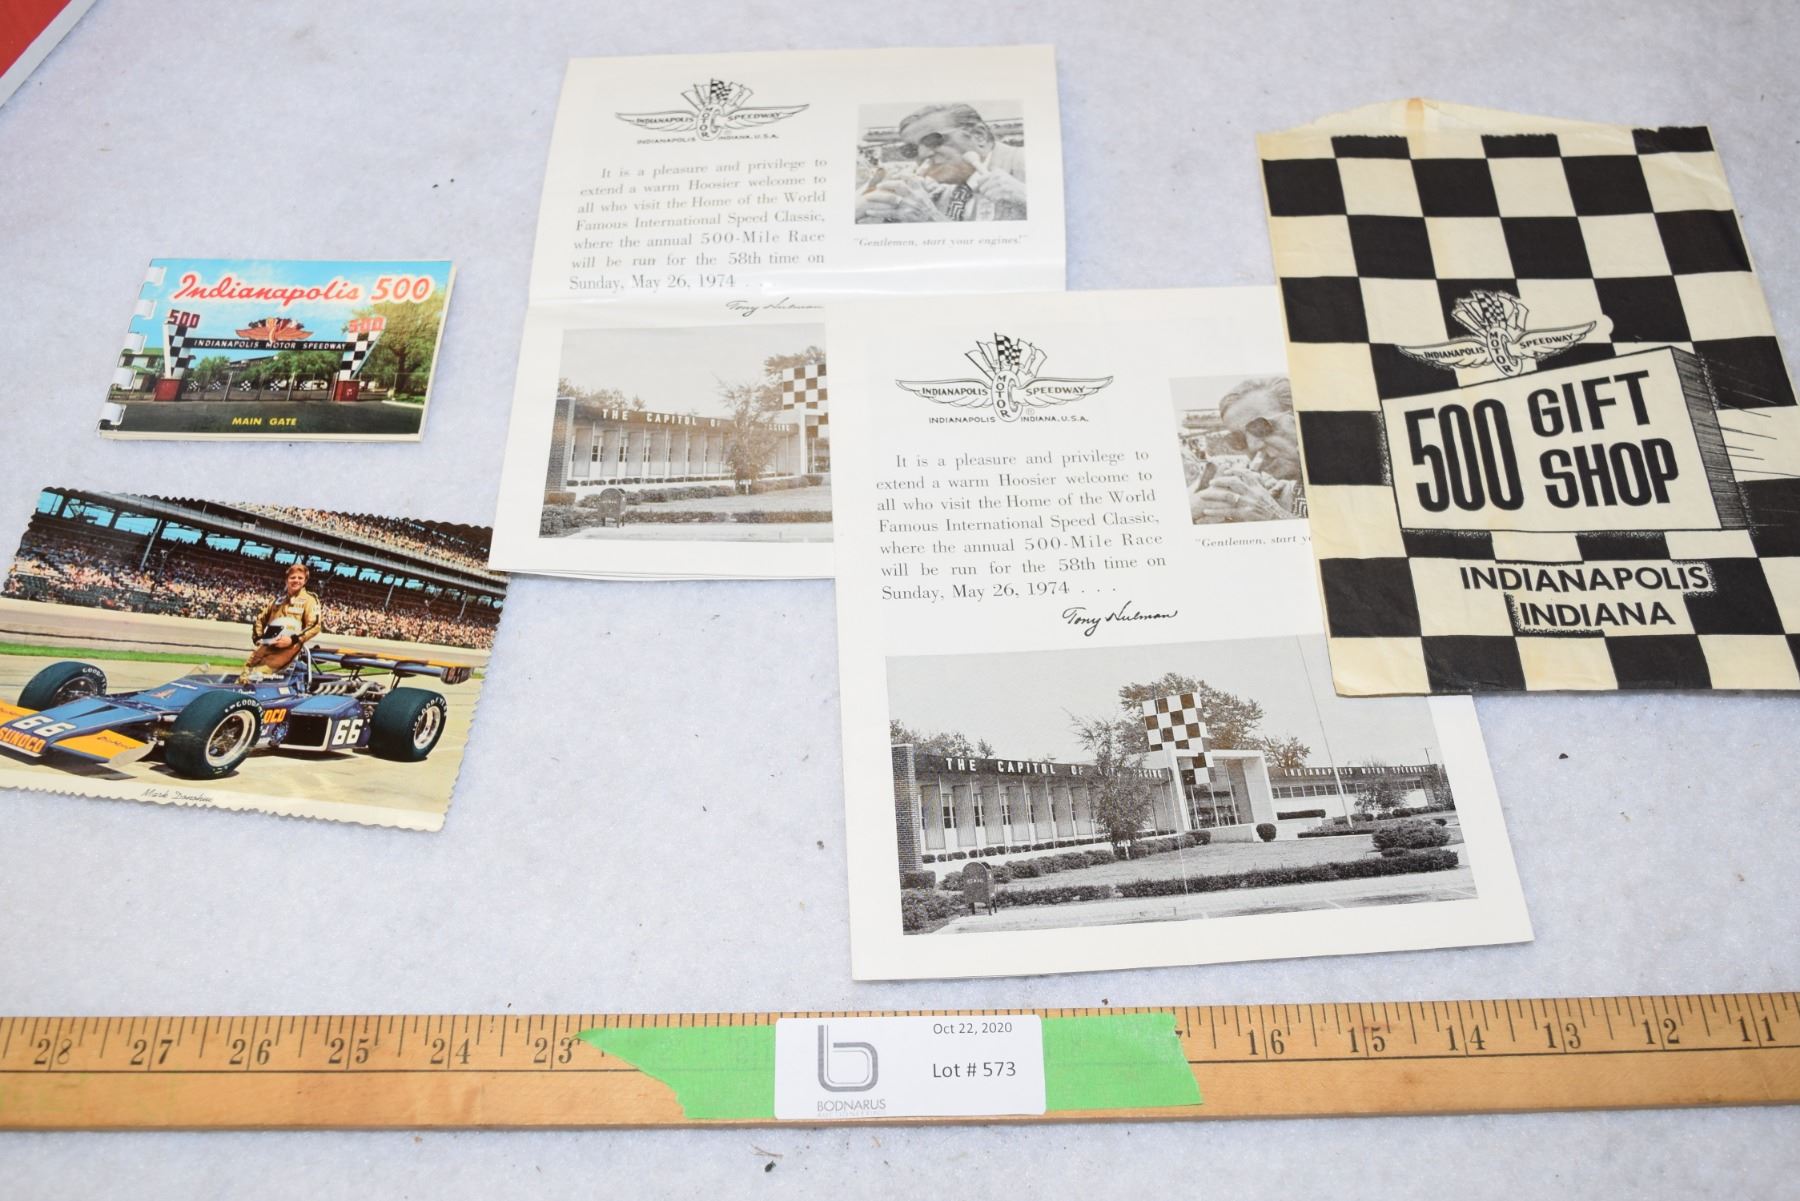 Indianapolis 500
500
500
INDIANAPOLIS MOTOR SPEEDWAY
MAIN GATE
66
SUNOCO
66
GOODYEAR
Mark Donohue
INDIANAPOLIS MOTOR SPEEDWAY
INDIANAPOLIS INDIANA, U.S.A.
It is a pleasure and privilege to
extend a warm Hoosier welcome to
all who visit the Home of the World
Famous International Speed Classic,
where the annual 500-Mile Race
will be run for the 58th time on
Sunday, May 26, 1974 . .
Tony Hulman
"Gentlemen, start your engines!"
THE CAPITOL OF
INDIANAPOLIS MOTOR SPEEDWAY
INDIANAPOLIS INDIANA, U.S.A.
It is a pleasure and privilege to
extend a warm Hoosier welcome to
all who visit the Home of the World
Famous International Speed Classic,
where the annual 500-Mile Race
will be run for the 58th time on
Sunday, May 26, 1974 . . .
Tony Hulman
"Gentlemen, start yo
THE CAPITOL OF
INDIANAPOLIS MOTOR SPEEDWAY
INDIANAPOLIS MOTOR SPEEDWAY
500 GIFT
SHOP
INDIANAPOLIS
INDIANA
28 27 26 25 24 23 16 15 14 13 12 11
Oct 22, 2020
Lot # 573
BODNARUS
AUCTIONEERING